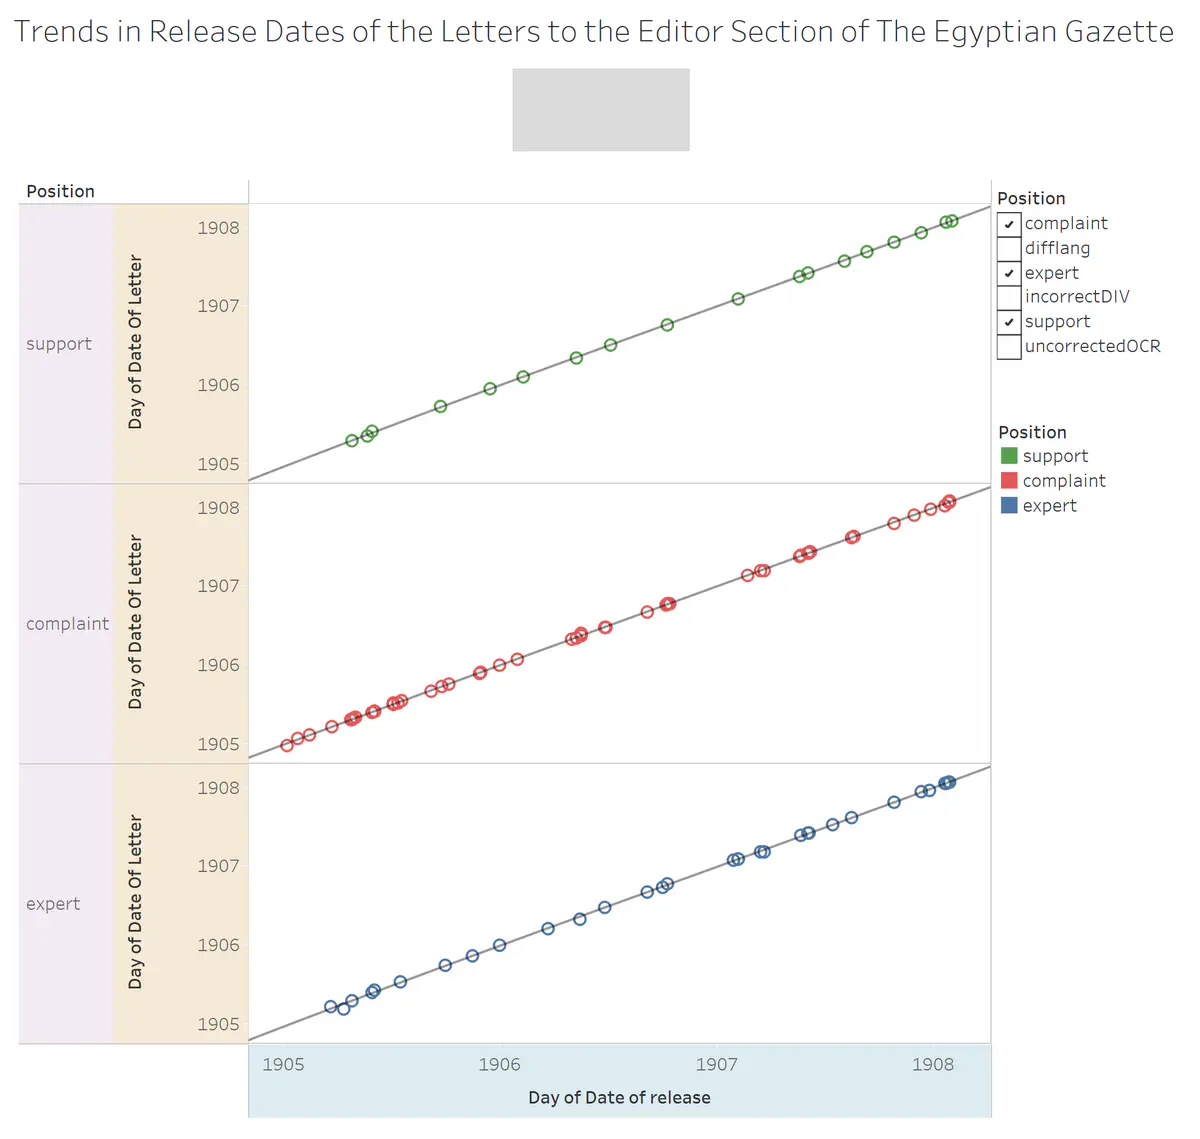 Trends in Release Dates of the Letters to the Editor Section of The Egyptian Gazette
Position
support
Day of Date Of Letter
1908
1907
1906
1905
complaint
Day of Date Of Letter
1908
1907
1906
1905
expert
Day of Date Of Letter
1908
1907
1906
1905
1905 1906 1907 1908
Day of Date of release
Position
complaint
difflang
expert
incorrectDIV
support
uncorrectedOCR
Position
support
complaint
expert